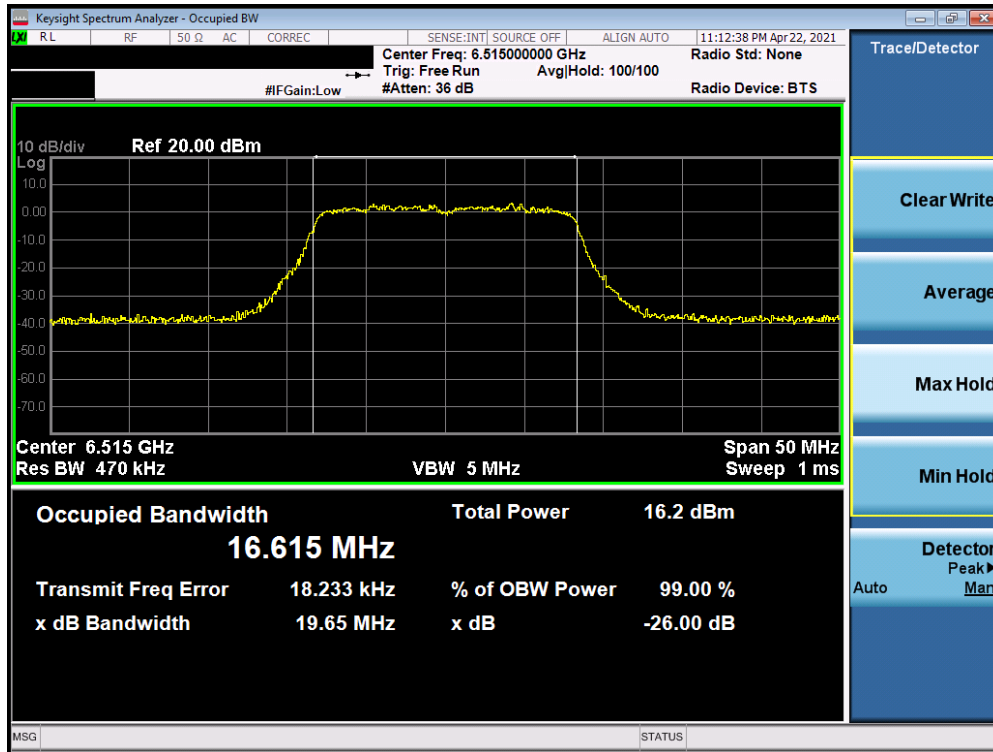 Keysight Spectrum Analyzer - Occupied BW
LXI RL RF 50 Ω AC CORREC SENSE:INT SOURCE OFF ALIGN AUTO 11:12:38 PM Apr 22, 2021
Center Freq: 6.515000000 GHz Radio Std: None
Trig: Free Run Avg|Hold: 100/100
#IFGain:Low #Atten: 36 dB Radio Device: BTS
10 dB/div Ref 20.00 dBm
Log
10.0
0.00
-10.0
-20.0
-30.0
-40.0
-50.0
-60.0
-70.0
Center 6.515 GHz Span 50 MHz
Res BW 470 kHz VBW 5 MHz Sweep 1 ms
Occupied Bandwidth Total Power 16.2 dBm
16.615 MHz
Transmit Freq Error 18.233 kHz % of OBW Power 99.00 %
x dB Bandwidth 19.65 MHz x dB -26.00 dB
Trace/Detector
Clear Write
Average
Max Hold
Min Hold
Detector
Peak▶
Auto Man
MSG STATUS